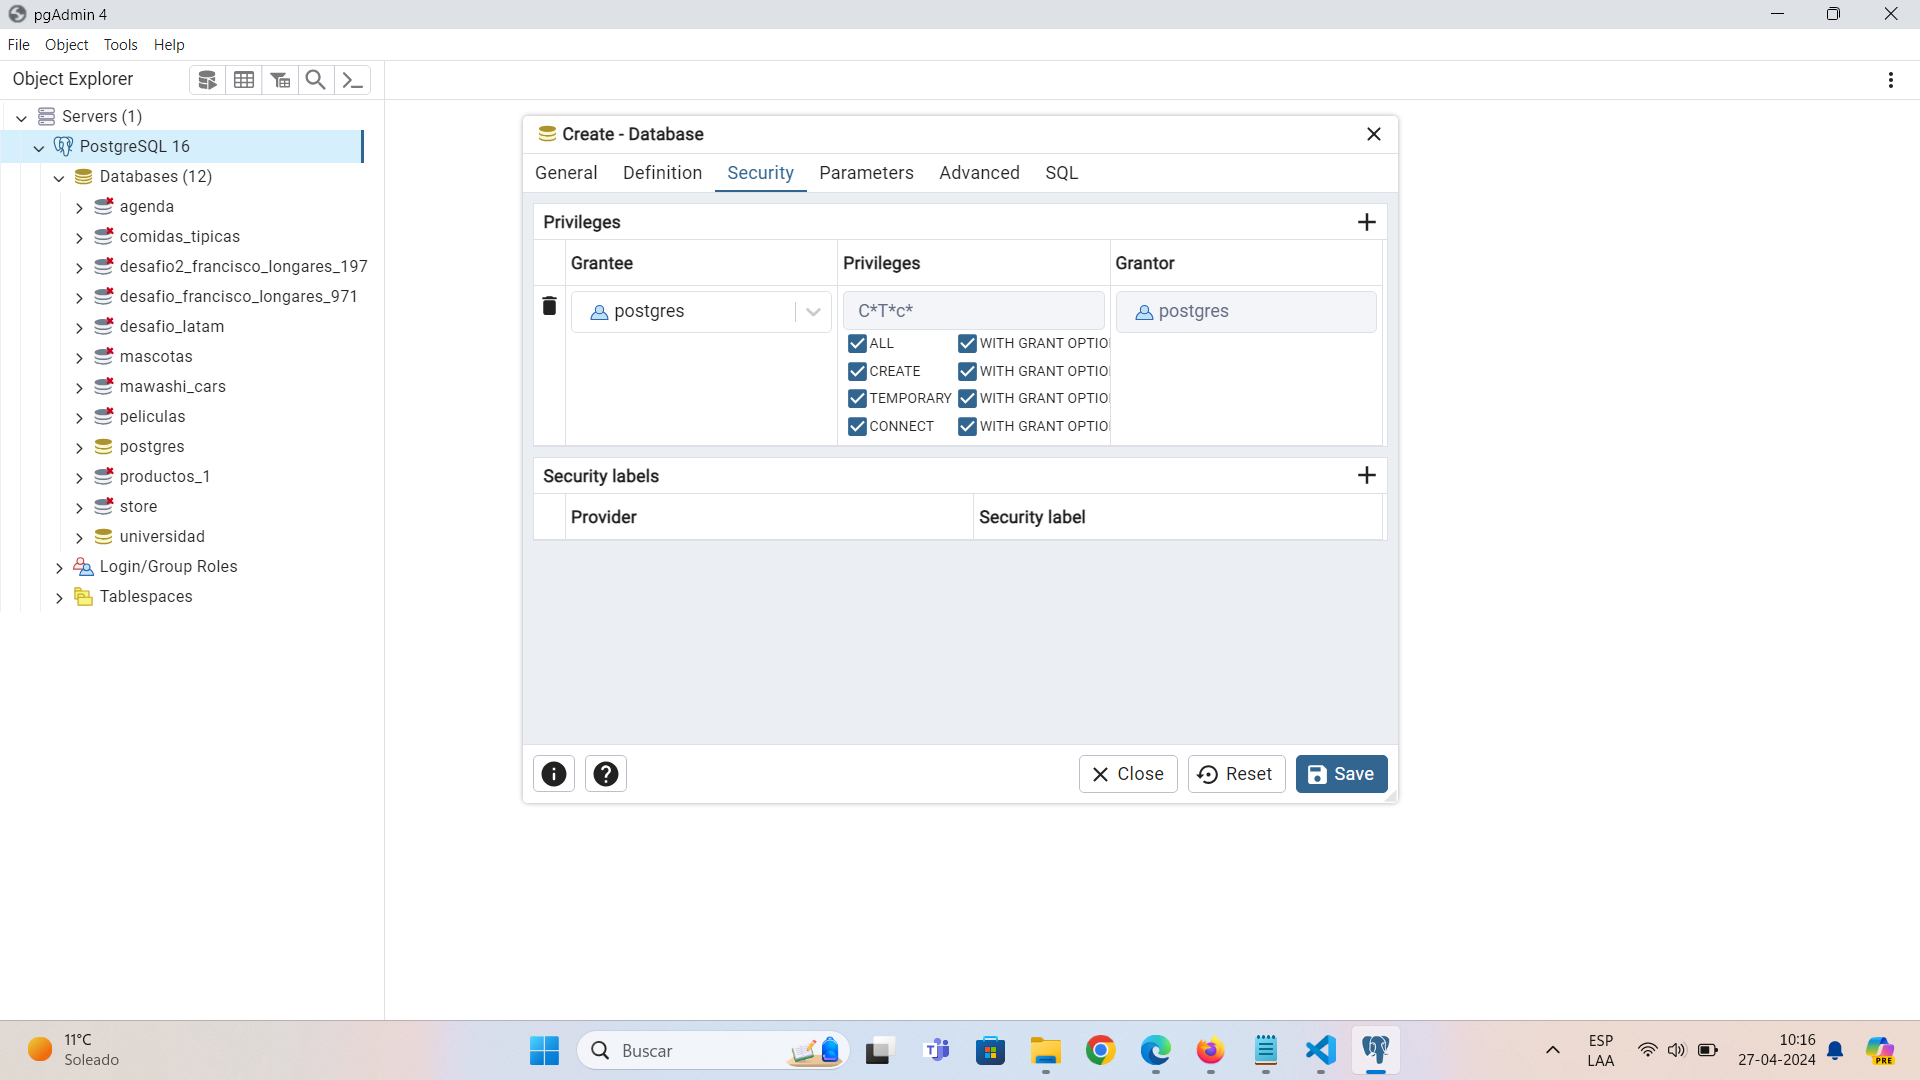 pgAdmin 4
File Object Tools Help
Object Explorer
Servers (1)
PostgreSQL 16
Databases (12)
agenda
comidas_tipicas
desafio2_francisco_longares_197
desafio_francisco_longares_971
desafio_latam
mascotas
mawashi_cars
peliculas
postgres
productos_1
store
universidad
Login/Group Roles
Tablespaces
Create - Database
General Definition Security Parameters Advanced SQL
Privileges
Grantee Privileges Grantor
postgres C*T*c* postgres
ALL WITH GRANT OPTIO
CREATE WITH GRANT OPTIO
TEMPORARY WITH GRANT OPTIO
CONNECT WITH GRANT OPTIO
Security labels
Provider Security label
Close Reset Save
11°C
Soleado
Buscar
ESP
LAA
10:16
27-04-2024
PRE